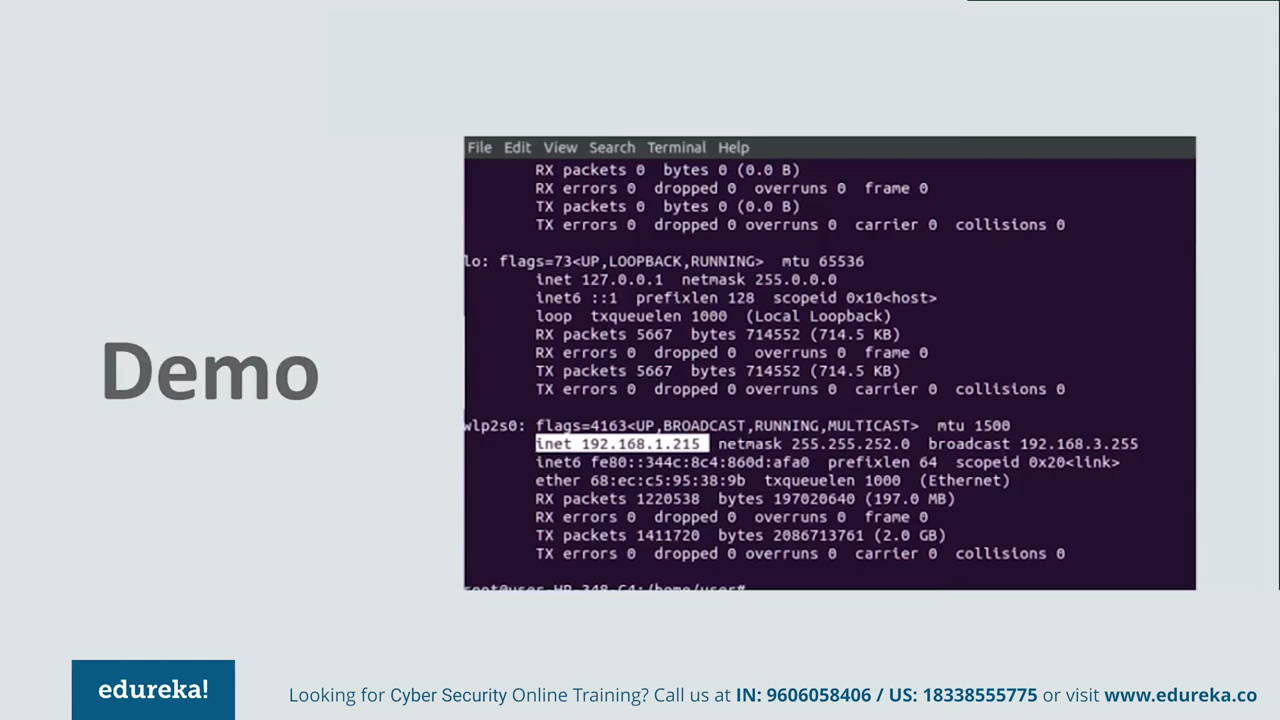 File Edit View Search Terminal Help
RX packets 0 bytes 0 (0.0 B)
RX errors 0 dropped 0 overruns 0 frame 0
TX packets 0 bytes 0 (0.0 B)
TX errors 0 dropped 0 overruns 0 carrier 0 collisions 0
lo: flags=73<UP,LOOPBACK,RUNNING> mtu 65536
inet 127.0.0.1 netmask 255.0.0.0
inet6 ::1 prefixlen 128 scopeid 0x10<host>
loop txqueuelen 1000 (Local Loopback)
RX packets 5667 bytes 714552 (714.5 KB)
RX errors 0 dropped 0 overruns 0 frame 0
TX packets 5667 bytes 714552 (714.5 KB)
TX errors 0 dropped 0 overruns 0 carrier 0 collisions 0
wlp2s0: flags=4163<UP,BROADCAST,RUNNING,MULTICAST> mtu 1500
inet 192.168.1.215 netmask 255.255.252.0 broadcast 192.168.3.255
inet6 fe80::344c:8c4:860d:afa0 prefixlen 64 scopeid 0x20<link>
ether 68:ec:c5:95:38:9b txqueuelen 1000 (Ethernet)
RX packets 1220538 bytes 197020640 (197.0 MB)
RX errors 0 dropped 0 overruns 0 frame 0
TX packets 1411720 bytes 2086713761 (2.0 GB)
TX errors 0 dropped 0 overruns 0 carrier 0 collisions 0
root@user-HP-348-G4:/home/user#
Demo
edureka!
Looking for Cyber Security Online Training? Call us at IN: 9606058406 / US: 18338555775 or visit www.edureka.co